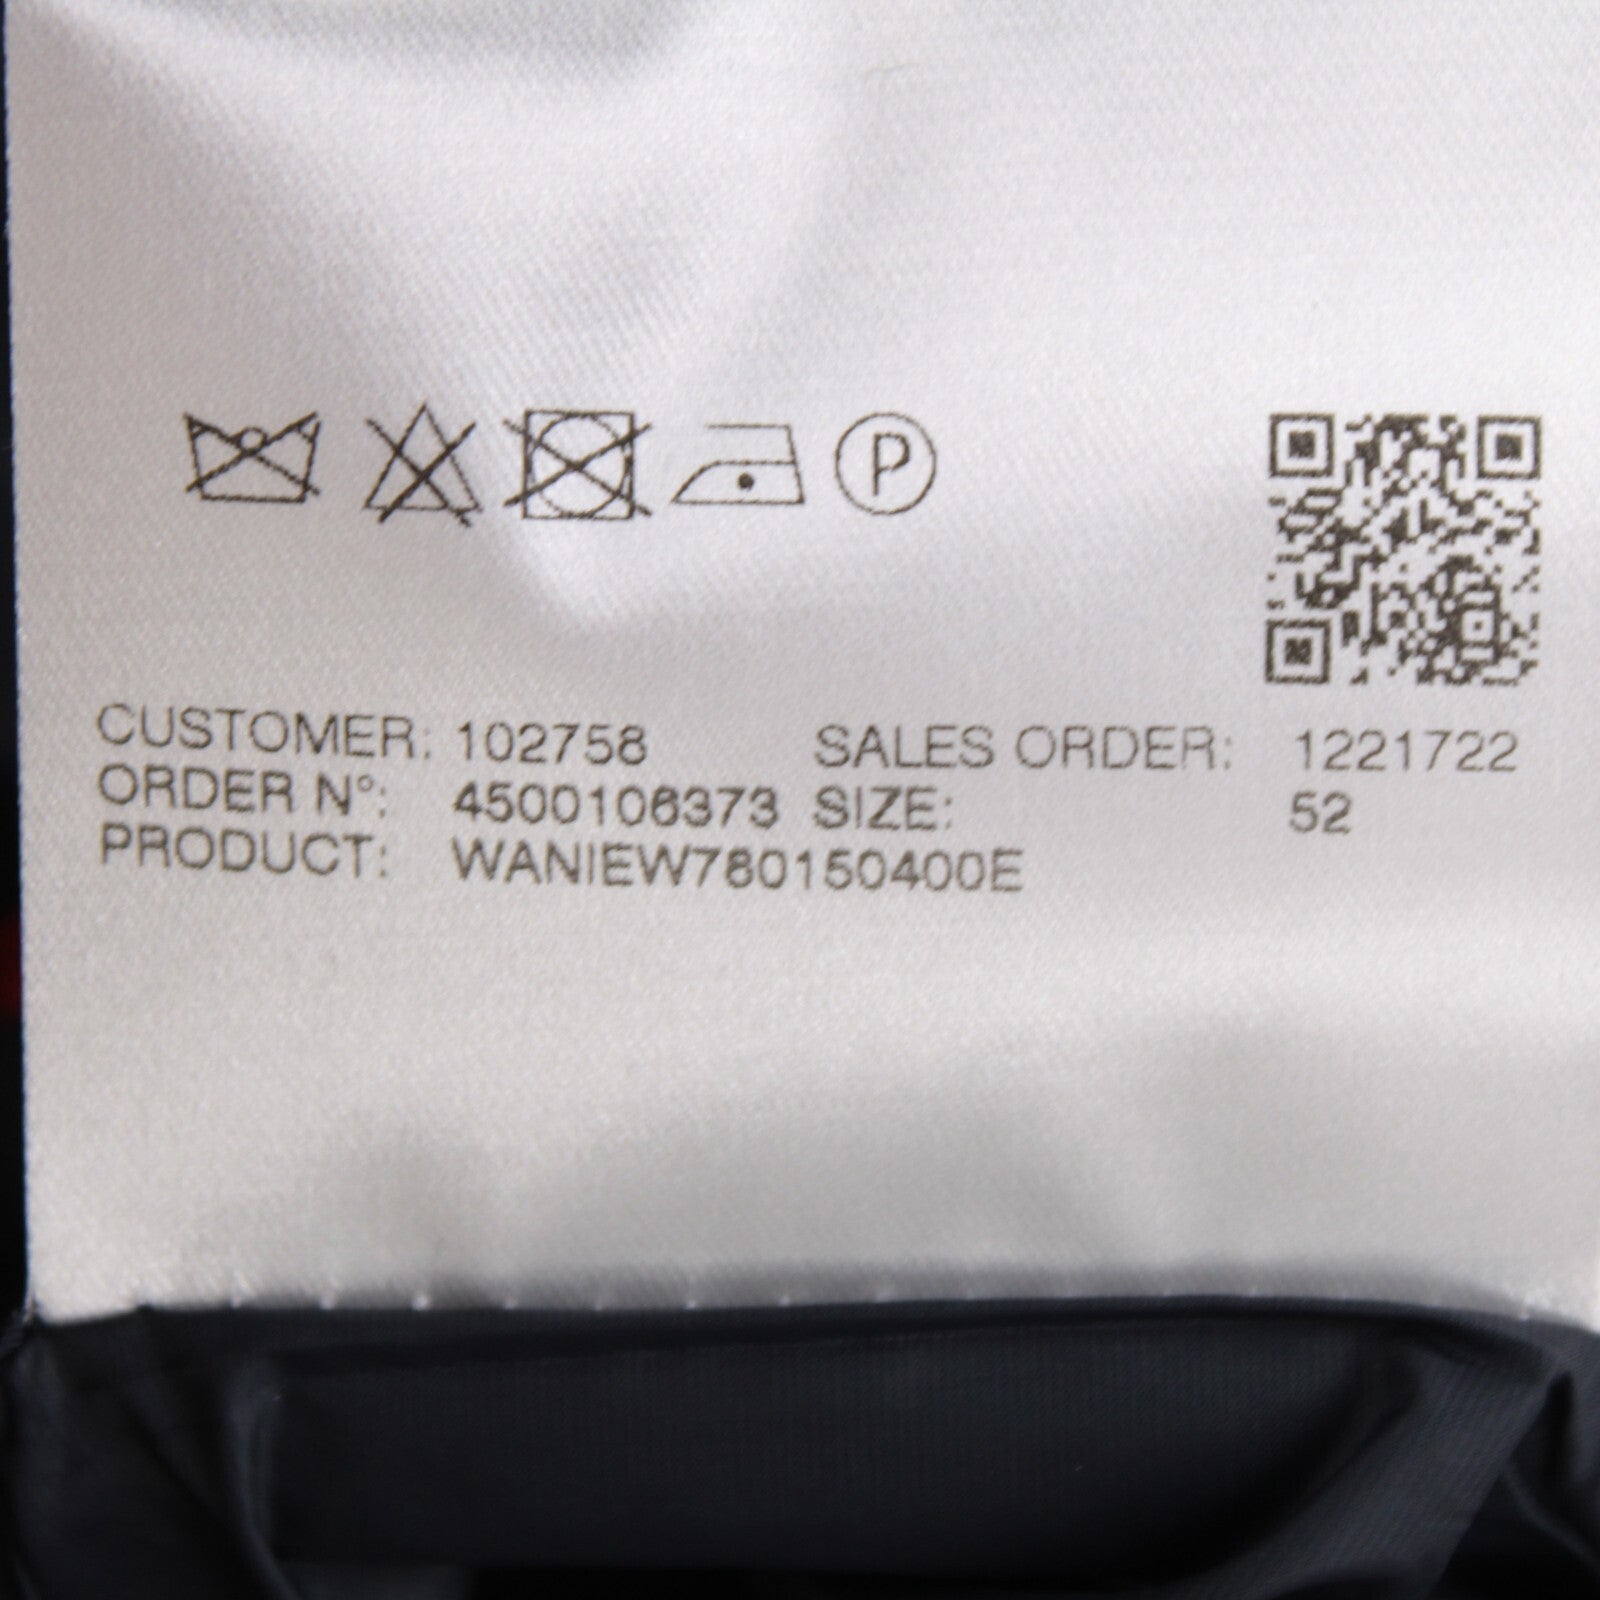 P
CUSTOMER: 102758 SALES ORDER: 1221722
ORDER N°: 4500106373 SIZE: 52
PRODUCT: WANIEW780150400E